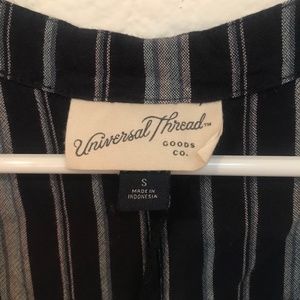 Universal Thread™
GOODS
CO.
S
MADE IN
INDONESIA